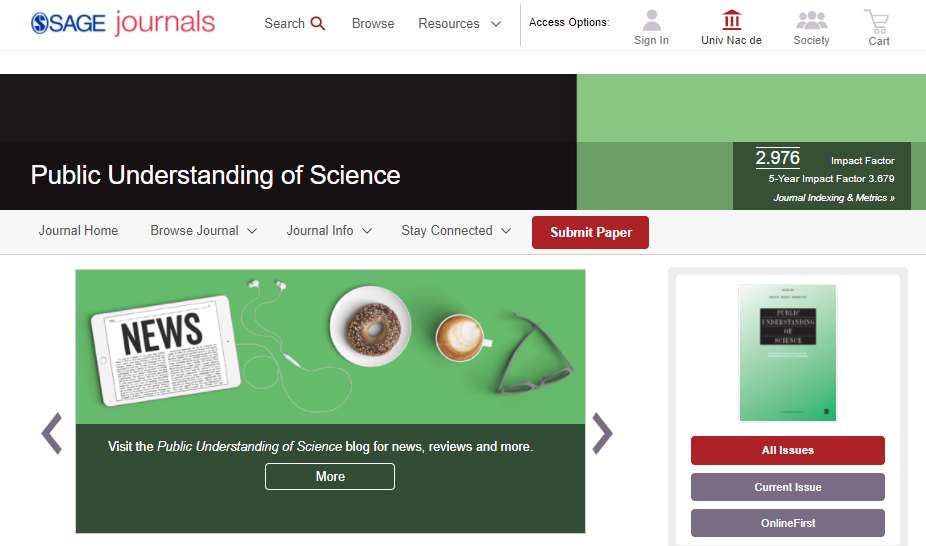 SAGE journals
Search
Browse
Resources
Access Options:
Sign In
Univ Nac de
Society
Cart
Public Understanding of Science
2.976 Impact Factor
5-Year Impact Factor 3.679
Journal Indexing & Metrics »
Journal Home
Browse Journal
Journal Info
Stay Connected
Submit Paper
NEWS
Visit the Public Understanding of Science blog for news, reviews and more.
More
PUBLIC
UNDERSTANDING
OF
SCIENCE
All Issues
Current Issue
OnlineFirst